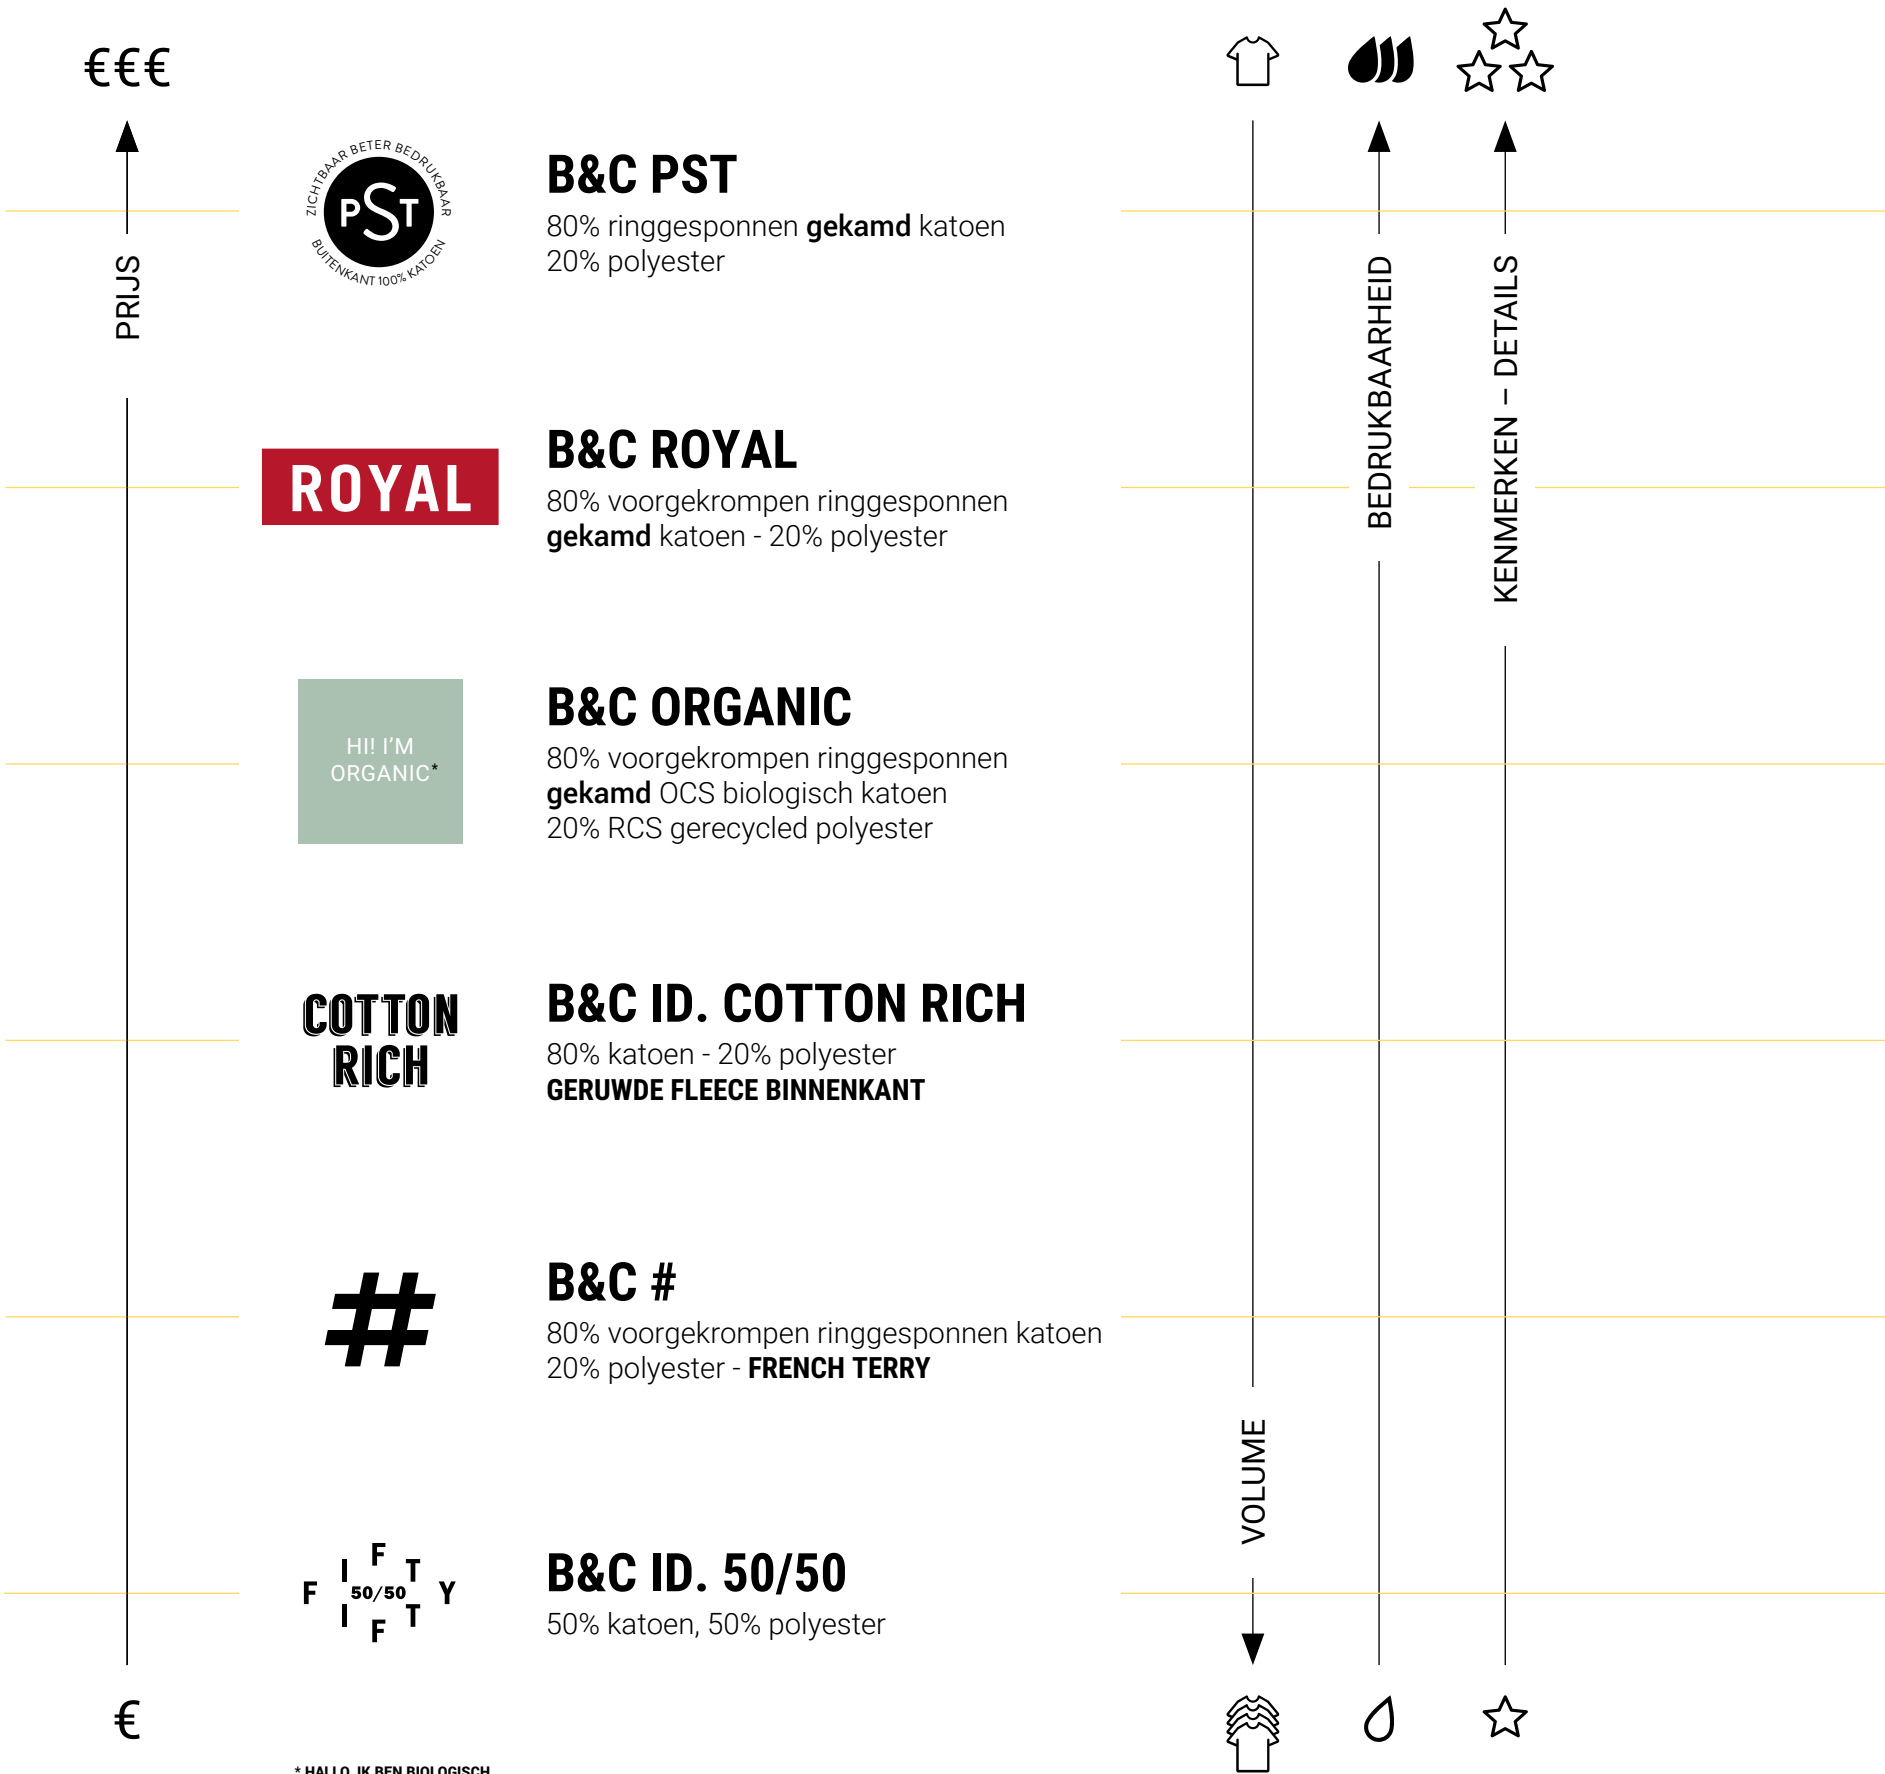 €€€
PRIJS
ZICHTBAAR BETER BEDRUKBAAR
PST
BUITENKANT 100% KATOEN
B&C PST
80% ringgesponnen gekamd katoen
20% polyester
ROYAL
B&C ROYAL
80% voorgekrompen ringgesponnen
gekamd katoen - 20% polyester
HI! I'M
ORGANIC*
B&C ORGANIC
80% voorgekrompen ringgesponnen
gekamd OCS biologisch katoen
20% RCS gerecycled polyester
COTTON
RICH
B&C ID. COTTON RICH
80% katoen - 20% polyester
GERUWDE FLEECE BINNENKANT
#
B&C #
80% voorgekrompen ringgesponnen katoen
20% polyester - FRENCH TERRY
FIFTY
50/50
FIFTY
B&C ID. 50/50
50% katoen, 50% polyester
€
VOLUME
BEDRUKBAARHEID
KENMERKEN – DETAILS
* HALLO, IK BEN BIOLOGISCH